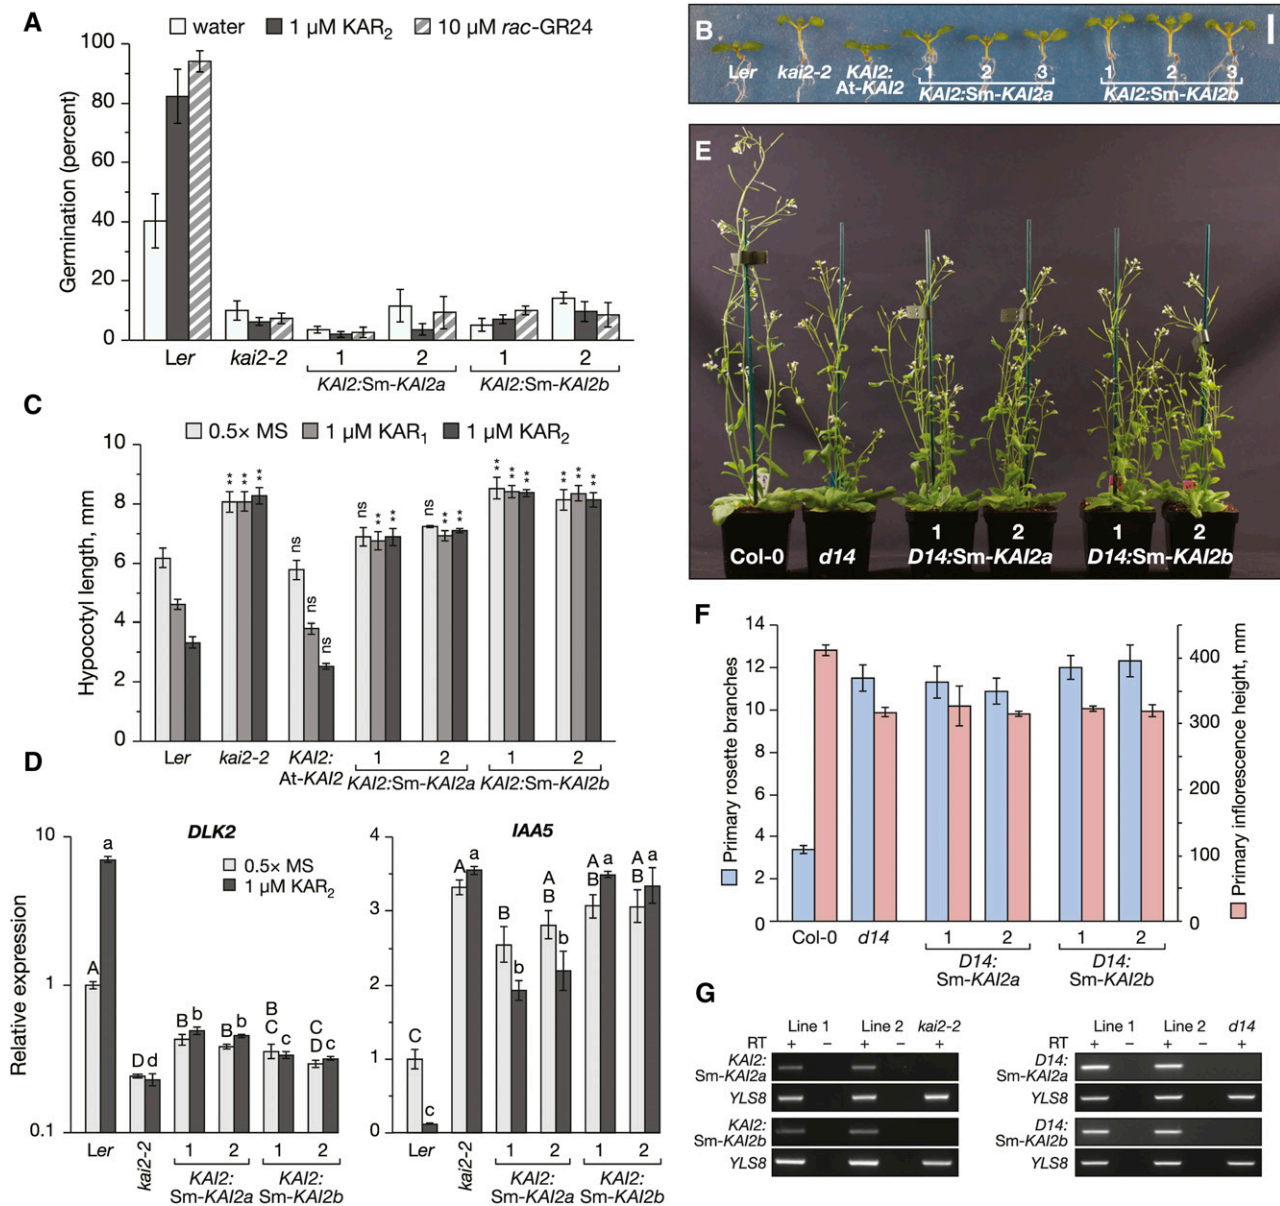 A
water 1 µM KAR2 10 µM rac-GR24
Germination (percent)
100
80
60
40
20
0
Ler kai2-2 1 2 1 2
KAI2:Sm-KAI2a KAI2:Sm-KAI2b
B
Ler kai2-2 KAI2: 1 2 3 1 2 3
At-KAI2 KAI2:Sm-KAI2a KAI2:Sm-KAI2b
C
0.5× MS 1 µM KAR1 1 µM KAR2
Hypocotyl length, mm
10
8
6
4
2
0
** ** ** ns ns ns ns ** ** ns ** ** ** ** ** ** ** **
Ler kai2-2 KAI2: 1 2 1 2
At-KAI2 KAI2:Sm-KAI2a KAI2:Sm-KAI2b
D
DLK2
0.5× MS
1 µM KAR2
Relative expression
10
1
0.1
A a D d B b B b B C c C D c
Ler kai2-2 1 2 1 2
KAI2: KAI2:
Sm-KAI2a Sm-KAI2b
IAA5
4
3
2
1
0
C c A a B b A B b A B a A B a
Ler kai2-2 1 2 1 2
KAI2: KAI2:
Sm-KAI2a Sm-KAI2b
E
1 2 1 2
Col-0 d14 D14:Sm-KAI2a D14:Sm-KAI2b
F
Primary rosette branches
14
12
10
8
6
4
2
0
Primary inflorescence height, mm
400
300
200
100
0
Col-0 d14 1 2 1 2
D14: D14:
Sm-KAI2a Sm-KAI2b
G
Line 1 Line 2 kai2-2
RT + – + – +
KAI2:
Sm-KAI2a
YLS8
KAI2:
Sm-KAI2b
YLS8
Line 1 Line 2 d14
RT + – + – +
D14:
Sm-KAI2a
YLS8
D14:
Sm-KAI2b
YLS8